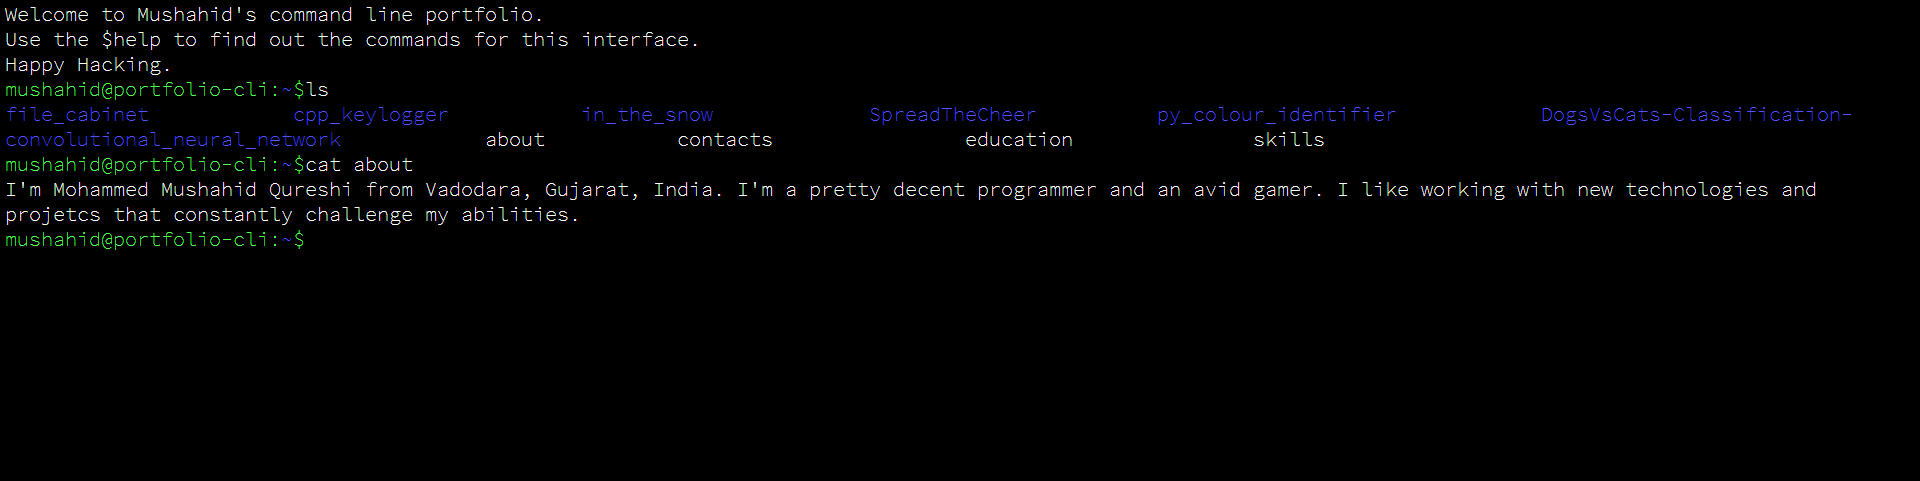 Welcome to Mushahid's command line portfolio.
Use the $help to find out the commands for this interface.
Happy Hacking.
mushahid@portfolio-cli:~$ls
file_cabinet cpp_keylogger in_the_snow SpreadTheCheer py_colour_identifier DogsVsCats-Classification-
convolutional_neural_network about contacts education skills
mushahid@portfolio-cli:~$cat about
I'm Mohammed Mushahid Qureshi from Vadodara, Gujarat, India. I'm a pretty decent programmer and an avid gamer. I like working with new technologies and
projetcs that constantly challenge my abilities.
mushahid@portfolio-cli:~$